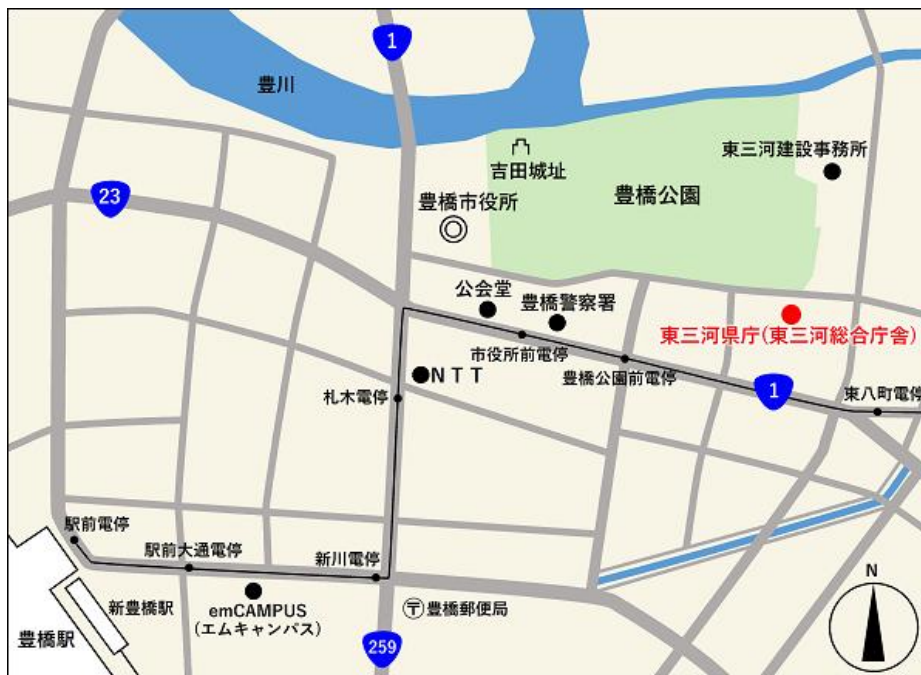 1
豊川
吉田城址
東三河建設事務所
23
豊橋市役所
豊橋公園
公会堂
豊橋警察署
東三河県庁(東三河総合庁舎)
市役所前電停
豊橋公園前電停
NTT
札木電停
1
東八町電停
駅前電停
駅前大通電停
新川電停
N
新豊橋駅
emCAMPUS
(エムキャンパス)
〒豊橋郵便局
豊橋駅
259